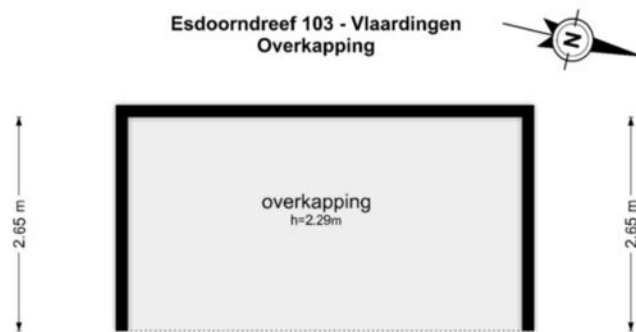 Esdoorndreef 103 - Vlaardingen
Overkapping
N
overkapping
h=2.29m
2.65 m
2.65 m